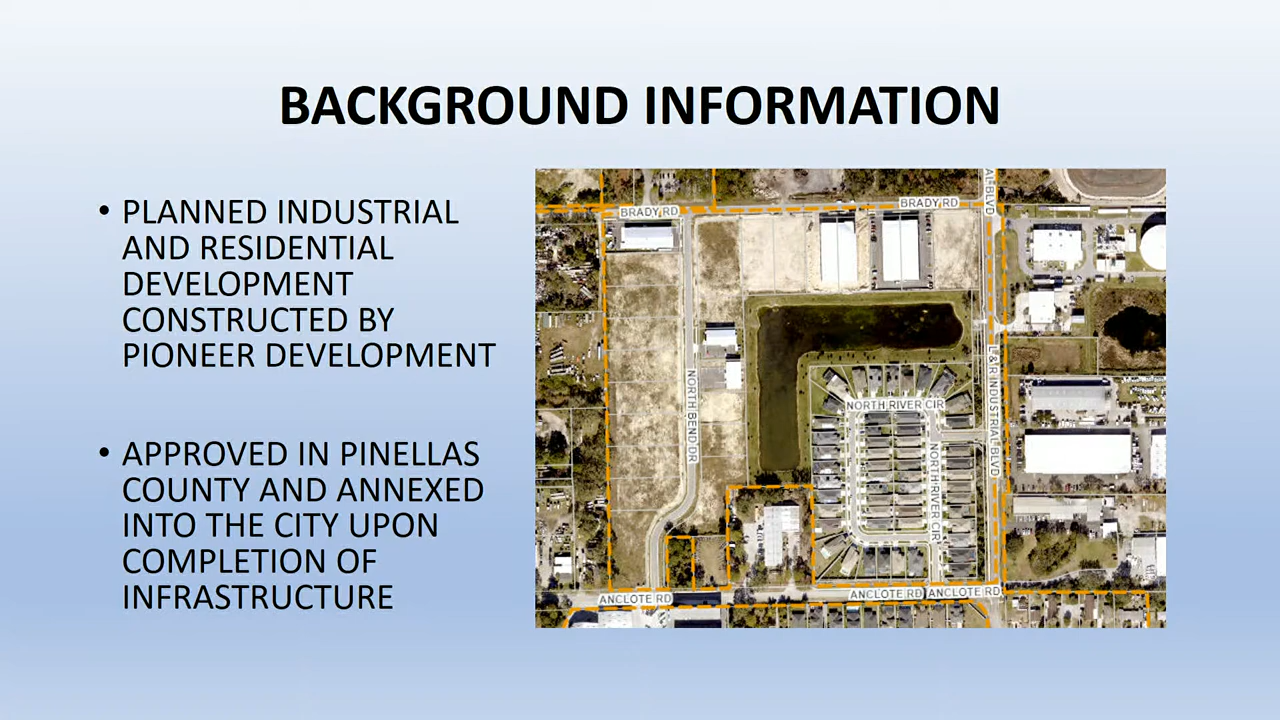 BACKGROUND INFORMATION
• PLANNED INDUSTRIAL
AND RESIDENTIAL
DEVELOPMENT
CONSTRUCTED BY
PIONEER DEVELOPMENT
• APPROVED IN PINELLAS
COUNTY AND ANNEXED
INTO THE CITY UPON
COMPLETION OF
INFRASTRUCTURE
BRADY RD
BRADY RD
AL BLVD
NORTH BEND DR
L & R INDUSTRIAL BLVD
NORTH RIVER CIR
NORTH RIVER CIR
ANCLOTE RD
ANCLOTE RD
ANCLOTE RD